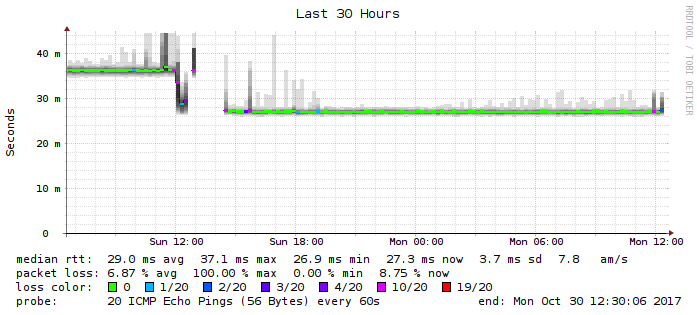 Last 30 Hours
RRDTOOL / TOBI OETIKER
Seconds
40 m
30 m
20 m
10 m
0
Sun 12:00 Sun 18:00 Mon 00:00 Mon 06:00 Mon 12:00
median rtt: 29.0 ms avg 37.1 ms max 26.9 ms min 27.3 ms now 3.7 ms sd 7.8 am/s
packet loss: 6.87 % avg 100.00 % max 0.00 % min 8.75 % now
loss color: 0 1/20 2/20 3/20 4/20 10/20 19/20
probe: 20 ICMP Echo Pings (56 Bytes) every 60s end: Mon Oct 30 12:30:06 2017